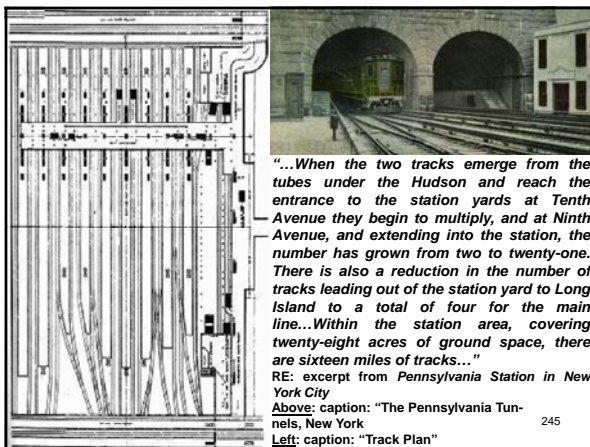 “…When the two tracks emerge from the
tubes under the Hudson and reach the
entrance to the station yards at Tenth
Avenue they begin to multiply, and at Ninth
Avenue, and extending into the station, the
number has grown from two to twenty-one.
There is also a reduction in the number of
tracks leading out of the station yard to Long
Island to a total of four for the main
line…Within the station area, covering
twenty-eight acres of ground space, there
are sixteen miles of tracks…”
RE: excerpt from Pennsylvania Station in New
York City
Above: caption: “The Pennsylvania Tun-
nels, New York
Left: caption: “Track Plan”
245